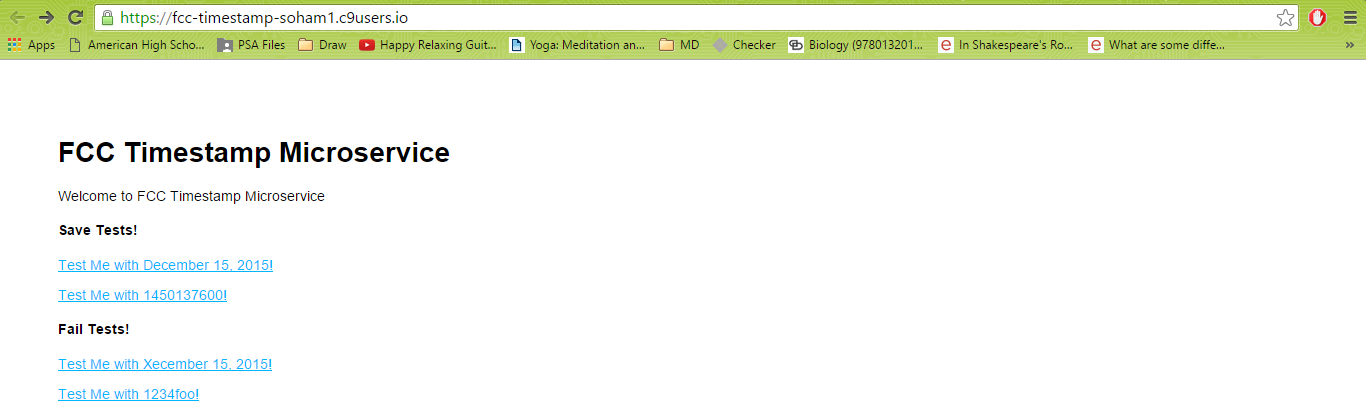 https://fcc-timestamp-soham1.c9users.io
Apps American High Scho... PSA Files Draw Happy Relaxing Guit... Yoga: Meditation an... MD Checker Biology (978013201... In Shakespeare's Ro... What are some diffe... »
FCC Timestamp Microservice
Welcome to FCC Timestamp Microservice
Save Tests!
Test Me with December 15, 2015!
Test Me with 1450137600!
Fail Tests!
Test Me with Xecember 15, 2015!
Test Me with 1234foo!